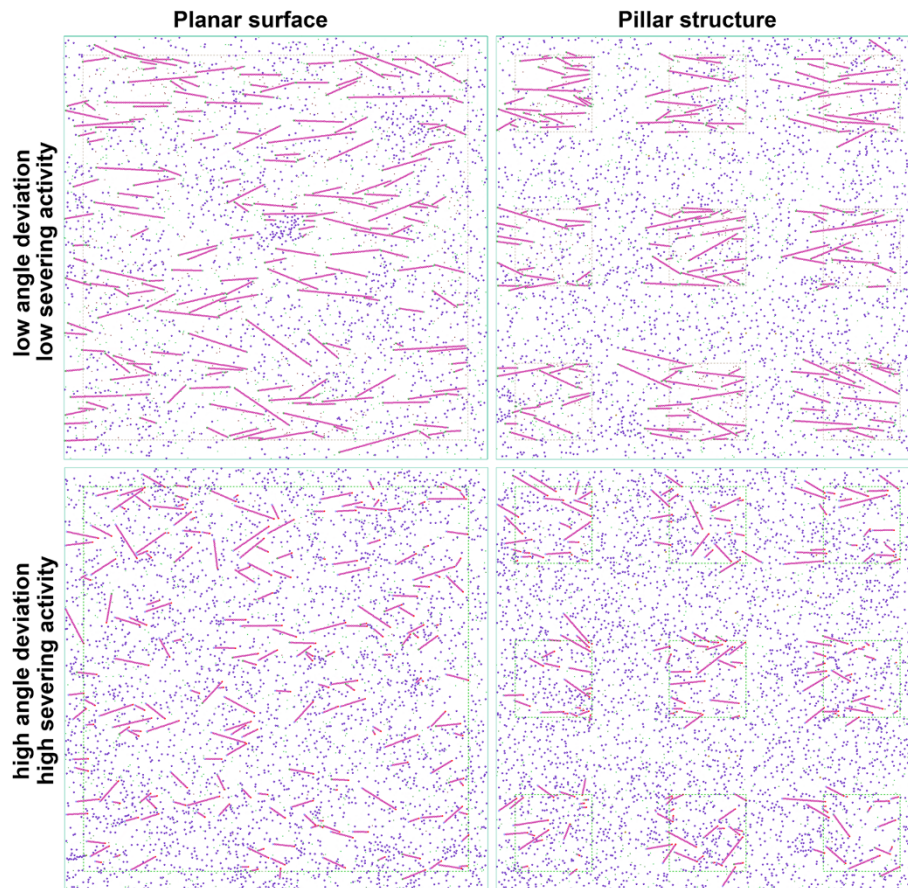 Planar surface
Pillar structure
low angle deviation
low severing activity
high angle deviation
high severing activity